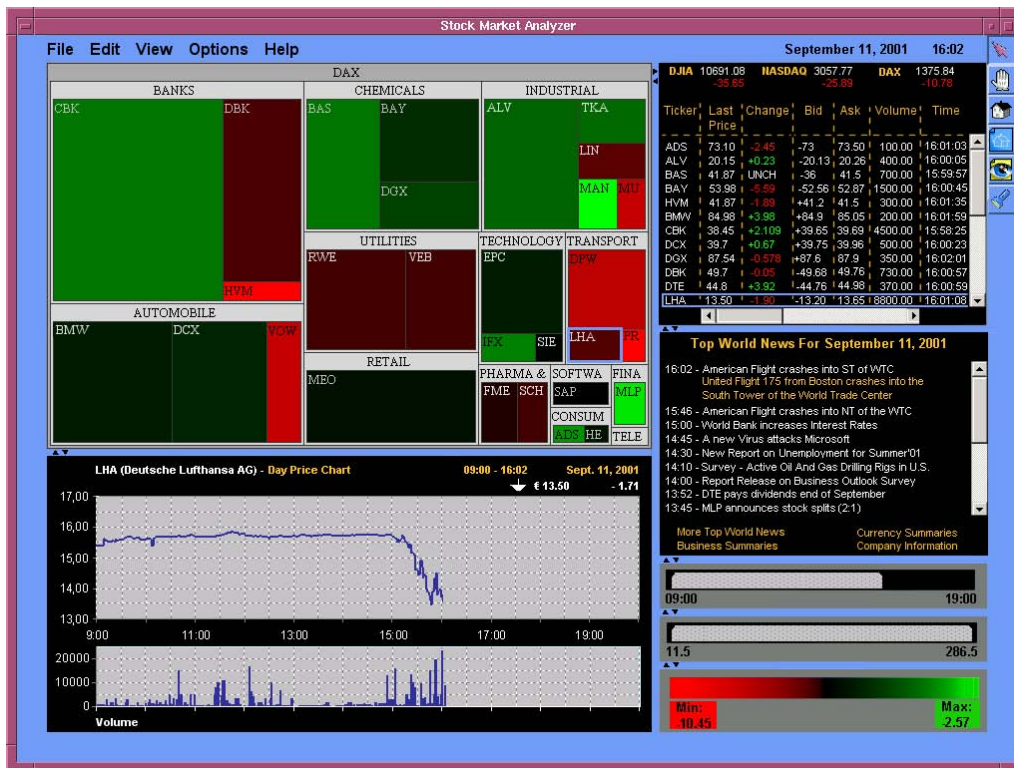 Stock Market Analyzer
File Edit View Options Help
September 11, 2001 16:02
DAX
BANKS
CBK
DBK
HVM
CHEMICALS
BAS
BAY
DGX
INDUSTRIAL
ALV
TKA
LIN
MAN
MU
UTILITIES
RWE
VEB
TECHNOLOGY
EPC
IFX
SIE
TRANSPORT
DPW
LHA
PR
AUTOMOBILE
BMW
DCX
VOW
RETAIL
MEO
PHARMA &
FME
SCH
SOFTWA
SAP
FINA
MLP
CONSUM
ADS
HE
TELE
DJIA 10691.08 NASDAQ 3057.77 DAX 1375.84
-35.65 -25.89 -10.78
Ticker Last Price Change Bid Ask Volume Time
ADS 73.10 -2.45 -73 73.50 100.00 16:01:03
ALV 20.15 +0.23 -20.13 20.26 400.00 16:00:05
BAS 41.87 UNCH -36 41.5 700.00 15:59:57
BAY 53.98 -5.59 -52.56 52.87 1500.00 16:00:45
HVM 41.87 -1.89 +41.2 41.5 300.00 16:01:35
BMW 84.98 +3.98 +84.9 85.05 200.00 16:01:59
CBK 38.45 +2.109 +39.65 39.69 4500.00 15:58:25
DCX 39.7 +0.67 +39.75 39.96 500.00 16:00:23
DGX 87.54 -0.578 +87.6 87.9 350.00 16:02:01
DBK 49.7 -0.05 -49.68 49.76 730.00 16:00:57
DTE 44.8 +3.92 -44.76 44.98 370.00 16:00:59
LHA 13.50 -1.90 -13.20 13.65 8800.00 16:01:08
Top World News For September 11, 2001
16:02 - American Flight crashes into ST of WTC
United Flight 175 from Boston crashes into the
South Tower of the World Trade Center
15:46 - American Flight crashes into NT of the WTC
15:00 - World Bank increases Interest Rates
14:45 - A new Virus attacks Microsoft
14:30 - New Report on Unemployment for Summer'01
14:10 - Survey - Active Oil And Gas Drilling Rigs in U.S.
14:00 - Report Release on Business Outlook Survey
13:52 - DTE pays dividends end of September
13:45 - MLP announces stock splits (2:1)
More Top World News Currency Summaries
Business Summaries Company Information
LHA (Deutsche Lufthansa AG) - Day Price Chart 09:00 - 16:02 Sept. 11, 2001
€ 13.50 - 1.71
17,00
16,00
15,00
14,00
13,00
9:00 11:00 13:00 15:00 17:00 19:00
20000
10000
0
Volume
09:00 19:00
11.5 286.5
Min: Max:
-10.45 -2.57